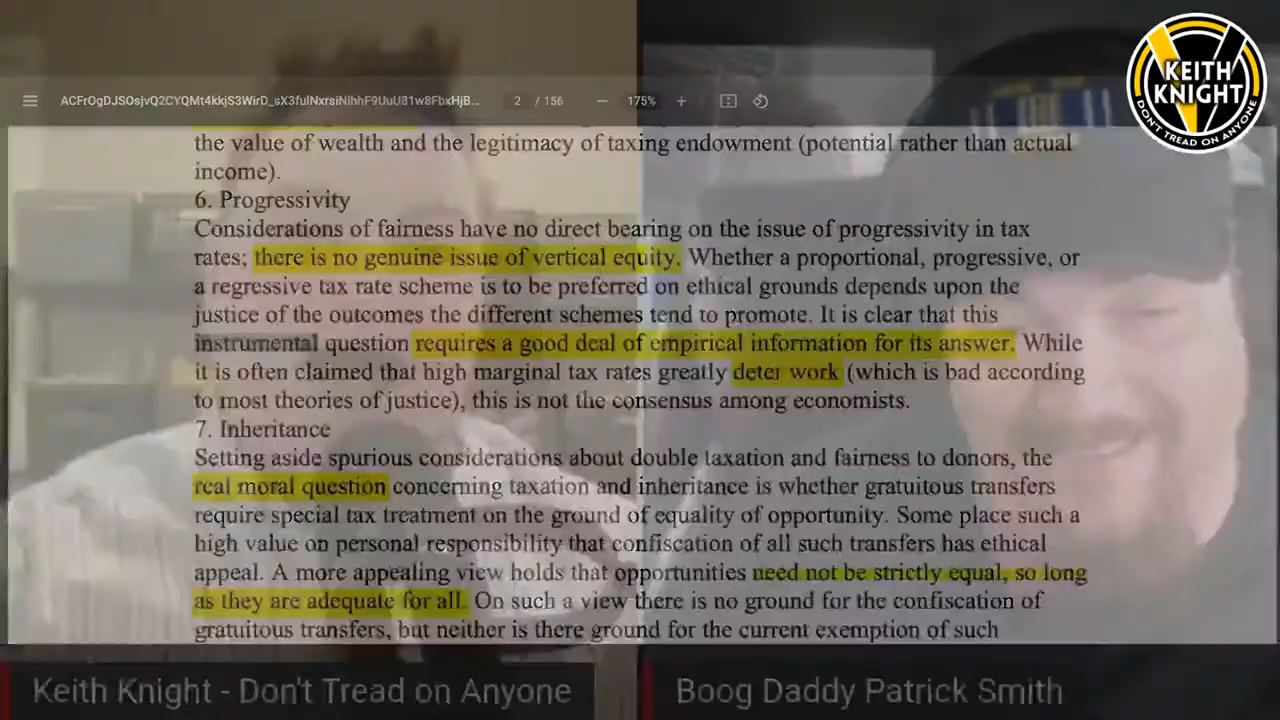 KEITH
KNIGHT
DON'T TREAD ON ANYONE
ACFrOgDJSOsjvQ2CYQMt4kkjS3WirD_sX3fulNxrsiNlhhF9UuU81w8FbxHjB... 2 / 156 175%
the value of wealth and the legitimacy of taxing endowment (potential rather than actual
income).
6. Progressivity
Considerations of fairness have no direct bearing on the issue of progressivity in tax
rates; there is no genuine issue of vertical equity. Whether a proportional, progressive, or
a regressive tax rate scheme is to be preferred on ethical grounds depends upon the
justice of the outcomes the different schemes tend to promote. It is clear that this
instrumental question requires a good deal of empirical information for its answer. While
it is often claimed that high marginal tax rates greatly deter work (which is bad according
to most theories of justice), this is not the consensus among economists.
7. Inheritance
Setting aside spurious considerations about double taxation and fairness to donors, the
real moral question concerning taxation and inheritance is whether gratuitous transfers
require special tax treatment on the ground of equality of opportunity. Some place such a
high value on personal responsibility that confiscation of all such transfers has ethical
appeal. A more appealing view holds that opportunities need not be strictly equal, so long
as they are adequate for all. On such a view there is no ground for the confiscation of
gratuitous transfers, but neither is there ground for the current exemption of such
Keith Knight - Don't Tread on Anyone
Boog Daddy Patrick Smith